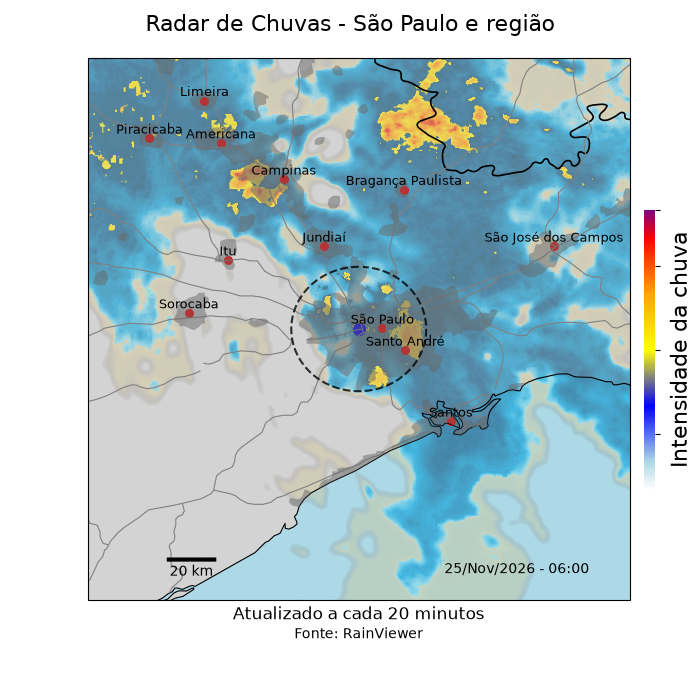 Radar de Chuvas - São Paulo e região
Limeira
Piracicaba
Americana
Campinas
Bragança Paulista
Itu
Jundiaí
São José dos Campos
Sorocaba
São Paulo
Santo André
Santos
Intensidade da chuva
20 km
25/Nov/2026 - 06:00
Atualizado a cada 20 minutos
Fonte: RainViewer